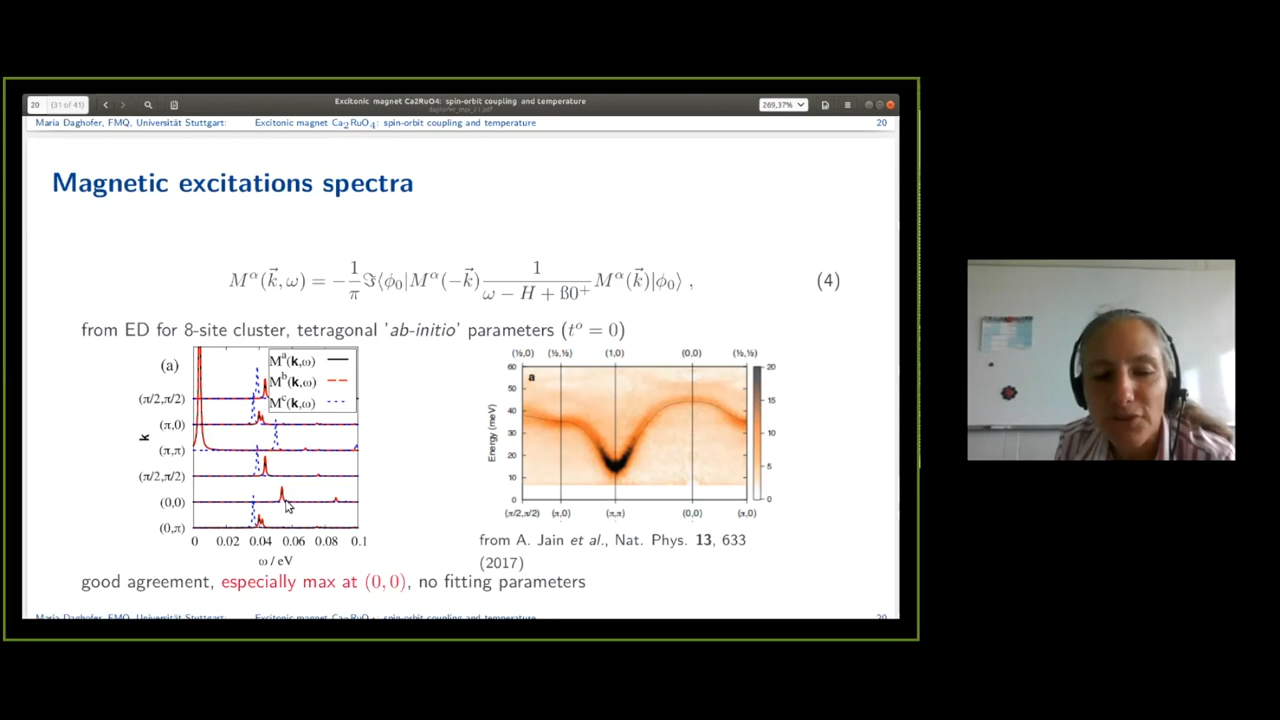 20 (31 of 41)
Excitonic magnet Ca2RuO4: spin-orbit coupling and temperature
269,37%
Maria Daghofer, FMQ, Universität Stuttgart: Excitonic magnet Ca₂RuO₄: spin-orbit coupling and temperature 20
Magnetic excitations spectra
M^α(k⃗, ω) = −1/π ℑ⟨ϕ₀|M^α(−k⃗) 1/(ω − H + ß0⁺) M^α(k⃗)|ϕ₀⟩ , (4)
from ED for 8-site cluster, tetragonal 'ab-initio' parameters (t^o = 0)
(a)
M^a(k,ω)
M^b(k,ω)
M^c(k,ω)
(π/2,π/2)
(π,0)
(π,π)
(π/2,π/2)
(0,0)
(0,π)
k
0 0.02 0.04 0.06 0.08 0.1
ω / eV
(½,0) (½,½) (1,0) (0,0) (½,½)
a
Energy (meV)
60
50
40
30
20
10
0
20
15
10
5
0
(π/2,π/2) (π,0) (π,π) (0,0) (π,0)
from A. Jain et al., Nat. Phys. 13, 633
(2017)
good agreement, especially max at (0, 0), no fitting parameters
Maria Daghofer, FMQ, Universität Stuttgart: Excitonic magnet Ca₂RuO₄: spin-orbit coupling and temperature 20